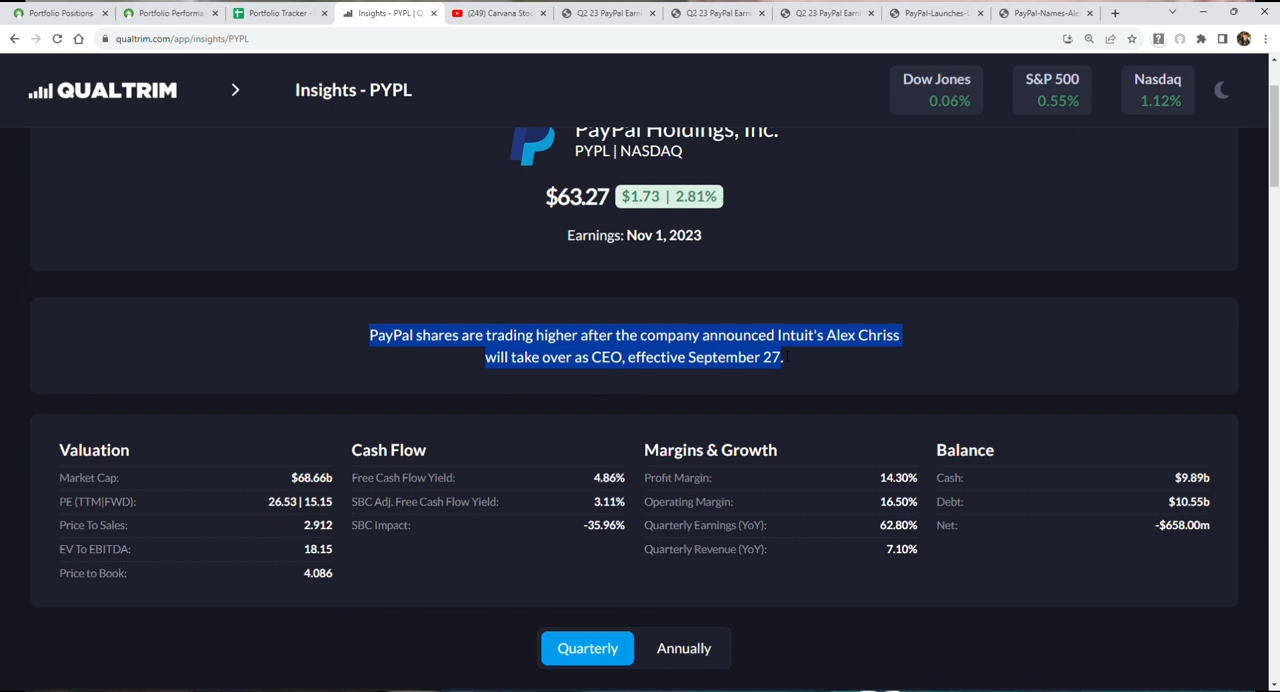 Portfolio Positions
Portfolio Performa
Portfolio Tracker -
Insights - PYPL | Q
(249) Carvana Stoc
Q2 23 PayPal Earni
Q2 23 PayPal Earni
Q2 23 PayPal Earni
PayPal-Launches-U
PayPal-Names-Ale
qualtrim.com/app/insights/PYPL
QUALTRIM
Insights - PYPL
Dow Jones
0.06%
S&P 500
0.55%
Nasdaq
1.12%
PayPal Holdings, Inc.
PYPL | NASDAQ
$63.27 $1.73 | 2.81%
Earnings: Nov 1, 2023
PayPal shares are trading higher after the company announced Intuit's Alex Chriss
will take over as CEO, effective September 27.
Valuation
Market Cap: $68.66b
PE (TTM|FWD): 26.53 | 15.15
Price To Sales: 2.912
EV To EBITDA: 18.15
Price to Book: 4.086
Cash Flow
Free Cash Flow Yield: 4.86%
SBC Adj. Free Cash Flow Yield: 3.11%
SBC Impact: -35.96%
Margins & Growth
Profit Margin: 14.30%
Operating Margin: 16.50%
Quarterly Earnings (YoY): 62.80%
Quarterly Revenue (YoY): 7.10%
Balance
Cash: $9.89b
Debt: $10.55b
Net: -$658.00m
Quarterly
Annually